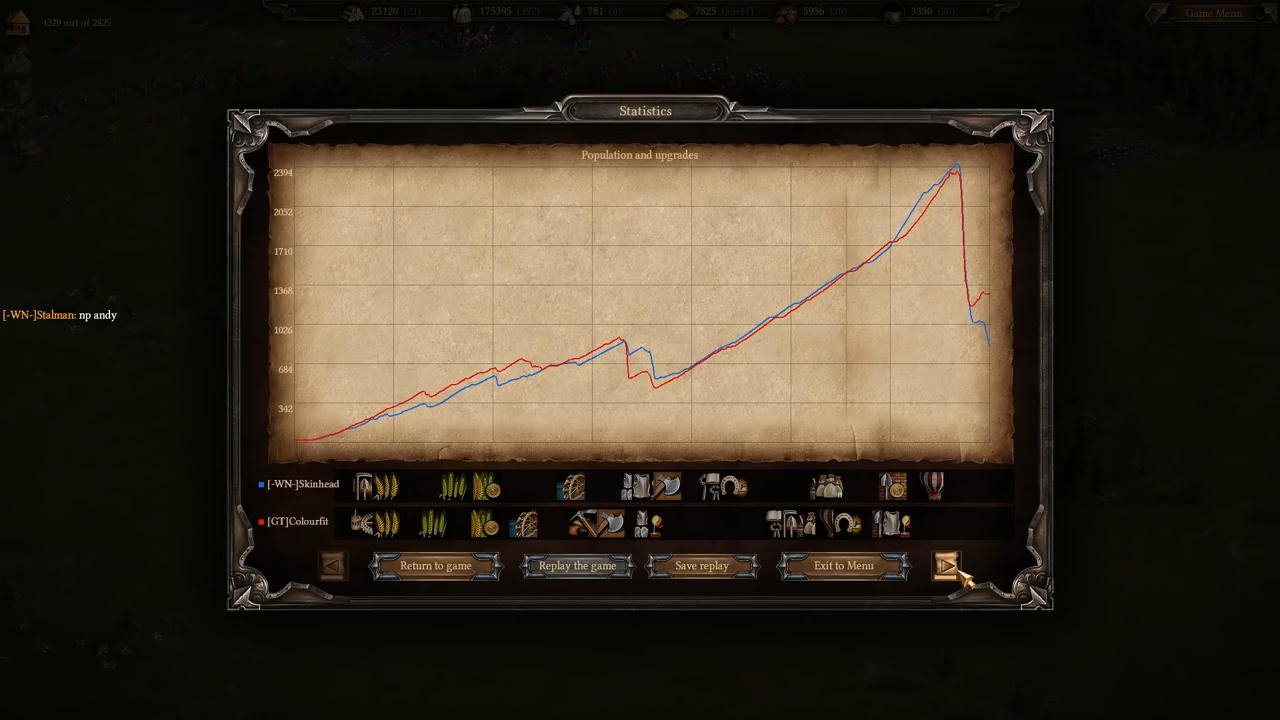 1329 out of 2825
23120 (21)
175395 (392)
781 (0)
7825 (55-17)
5936 (20)
3330 (20)
Game Menu
Statistics
Population and upgrades
2394
2052
1710
1368
1026
684
342
[-WN-]Stalman: np andy
[-WN-]Skinhead
[GT]Colourfit
Return to game
Replay the game
Save replay
Exit to Menu